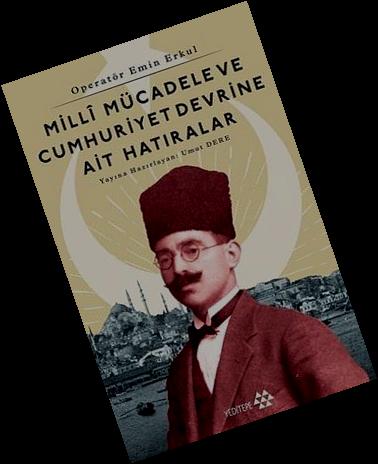 Operatör Emin Erkul
MİLLÎ MÜCADELE VE
CUMHURİYET DEVRİNE
AİT HATIRALAR
Yayına Hazırlayan: Umut DERE
YEDİTEPE